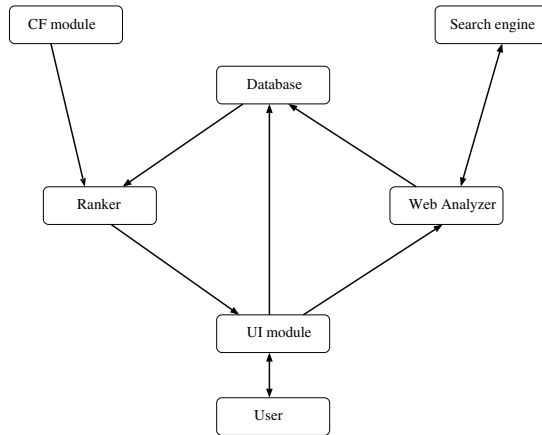 CF module
Search engine
Database
Ranker
Web Analyzer
UI module
User